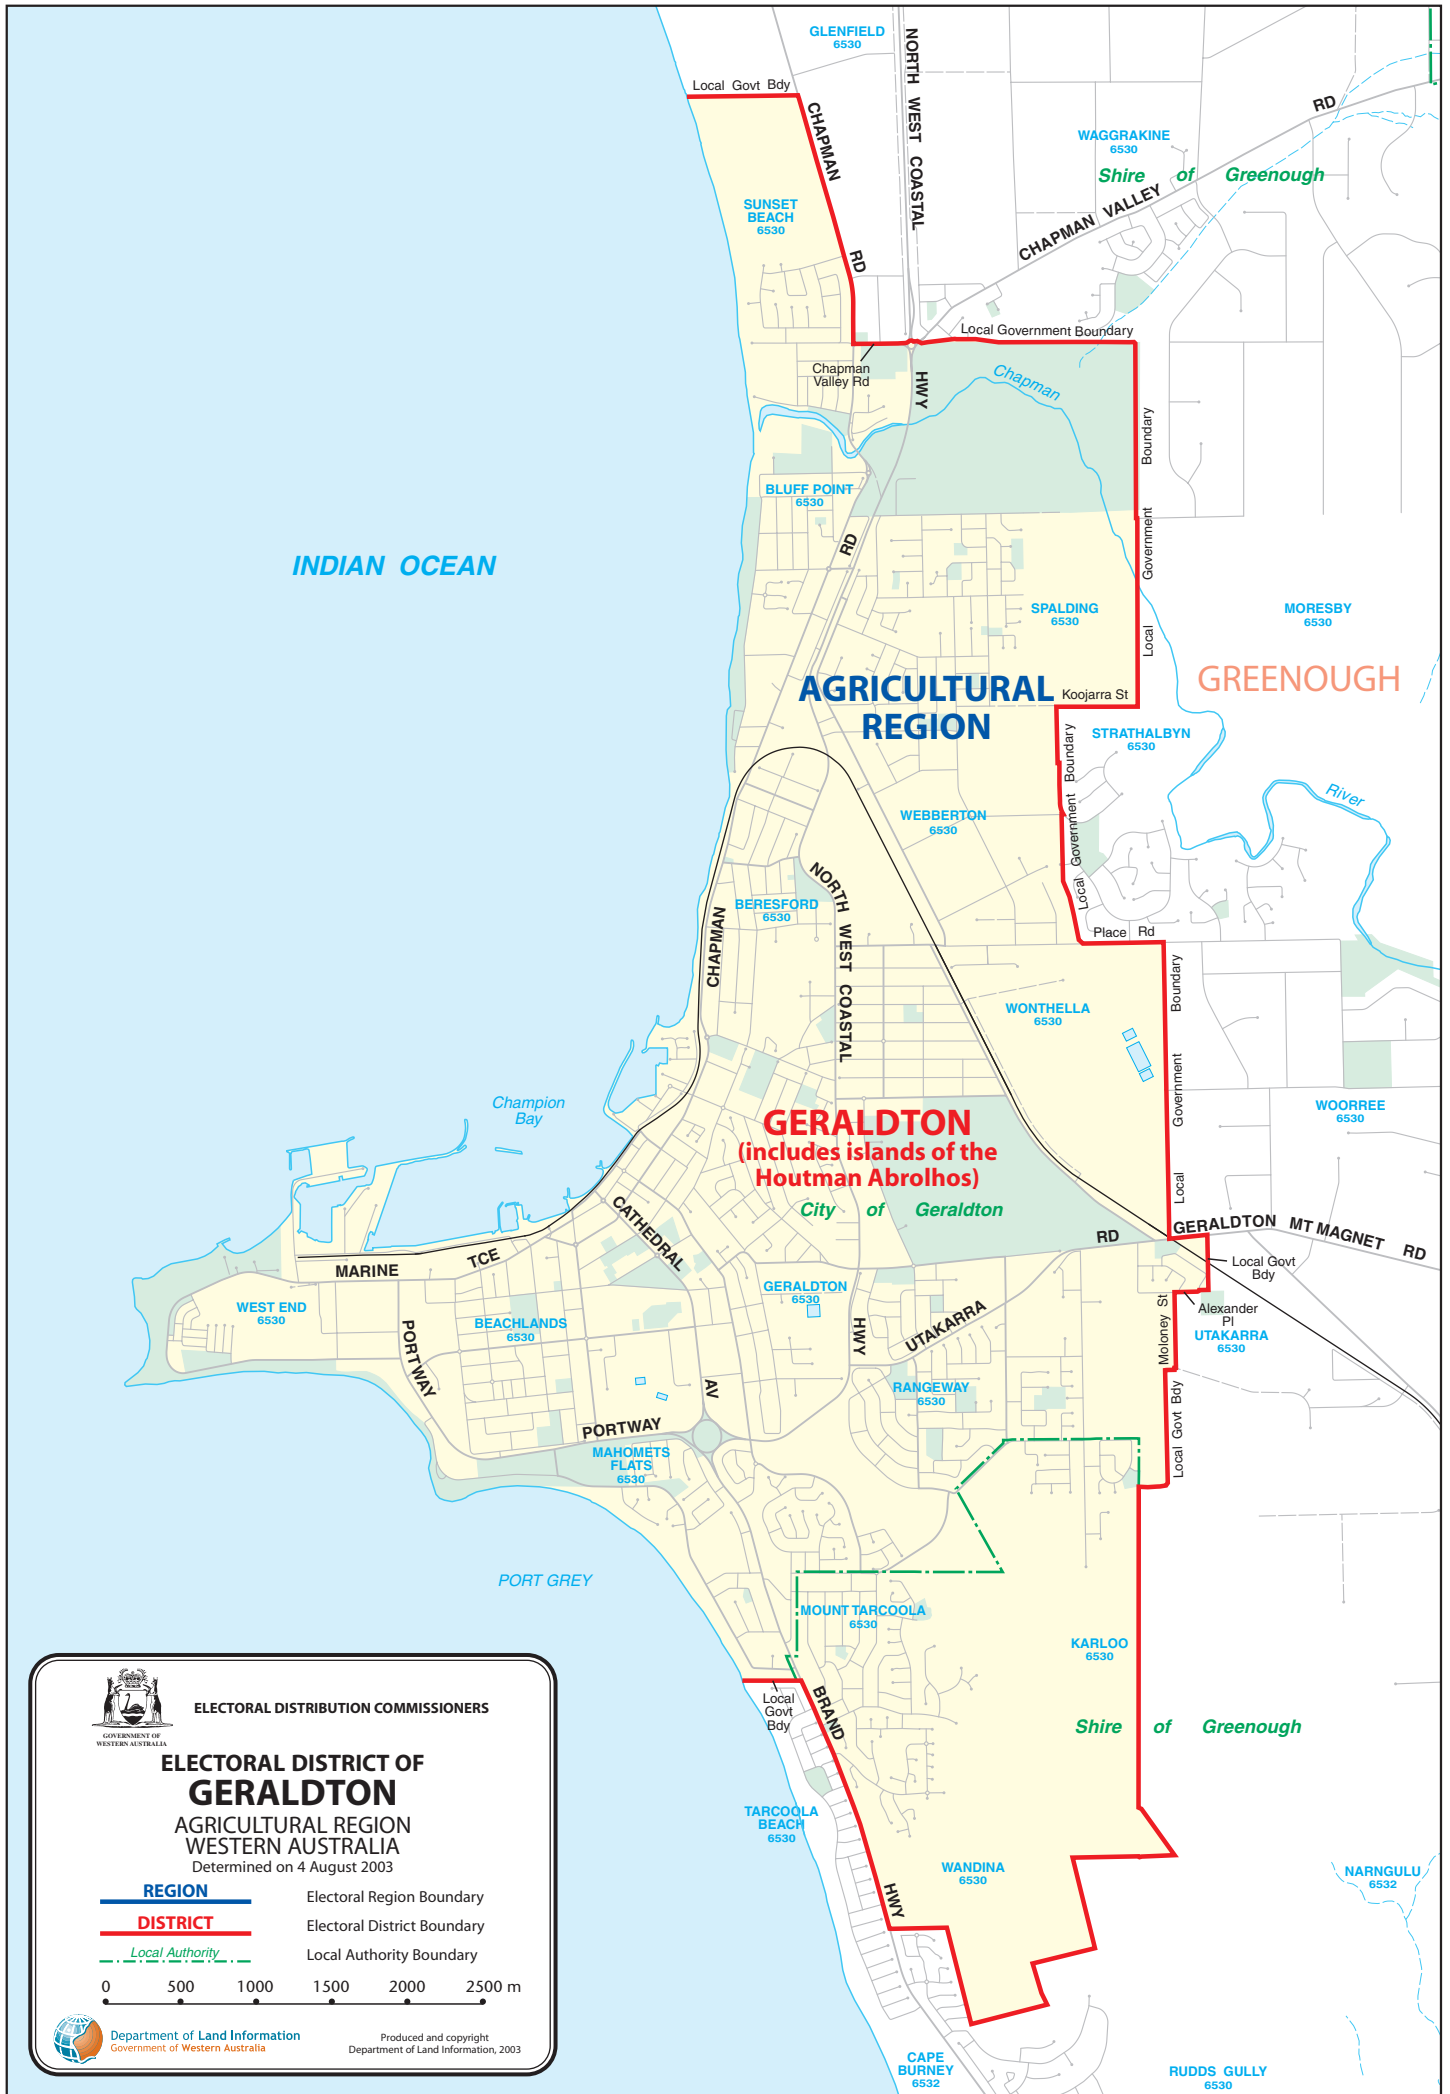 GLENFIELD
6530
Local Govt Bdy
CHAPMAN
RD
NORTH WEST COASTAL
HWY
RD
WAGGRAKINE
6530
Shire of Greenough
CHAPMAN VALLEY
SUNSET
BEACH
6530
Local Government Boundary
Chapman
Valley Rd
Chapman
Boundary
Government
Local
BLUFF POINT
6530
RD
INDIAN OCEAN
SPALDING
6530
MORESBY
6530
GREENOUGH
AGRICULTURAL
REGION
Koojarra St
STRATHALBYN
6530
Local Government Boundary
River
WEBBERTON
6530
NORTH WEST COASTAL
BERESFORD
6530
CHAPMAN
Place Rd
Boundary
Government
Local
WONTHELLA
6530
Champion
Bay
WOORREE
6530
GERALDTON
(includes islands of the
Houtman Abrolhos)
City of Geraldton
CATHEDRAL
AV
RD
GERALDTON MT MAGNET RD
MARINE TCE
Local Govt
Bdy
GERALDTON
6530
WEST END
6530
BEACHLANDS
6530
PORTWAY
HWY
UTAKARRA
Moloney St
Alexander
Pl
UTAKARRA
6530
RANGEWAY
6530
Local Govt Bdy
PORTWAY
MAHOMETS
FLATS
6530
PORT GREY
MOUNT TARCOOLA
6530
KARLOO
6530
Local
Govt
Bdy
BRAND
HWY
Shire of Greenough
TARCOOLA
BEACH
6530
WANDINA
6530
NARNGULU
6532
CAPE
BURNEY
6532
RUDDS GULLY
6530
GOVERNMENT OF
WESTERN AUSTRALIA
ELECTORAL DISTRIBUTION COMMISSIONERS
ELECTORAL DISTRICT OF
GERALDTON
AGRICULTURAL REGION
WESTERN AUSTRALIA
Determined on 4 August 2003
REGION Electoral Region Boundary
DISTRICT Electoral District Boundary
Local Authority Local Authority Boundary
0 500 1000 1500 2000 2500 m
Department of Land Information
Government of Western Australia
Produced and copyright
Department of Land Information, 2003